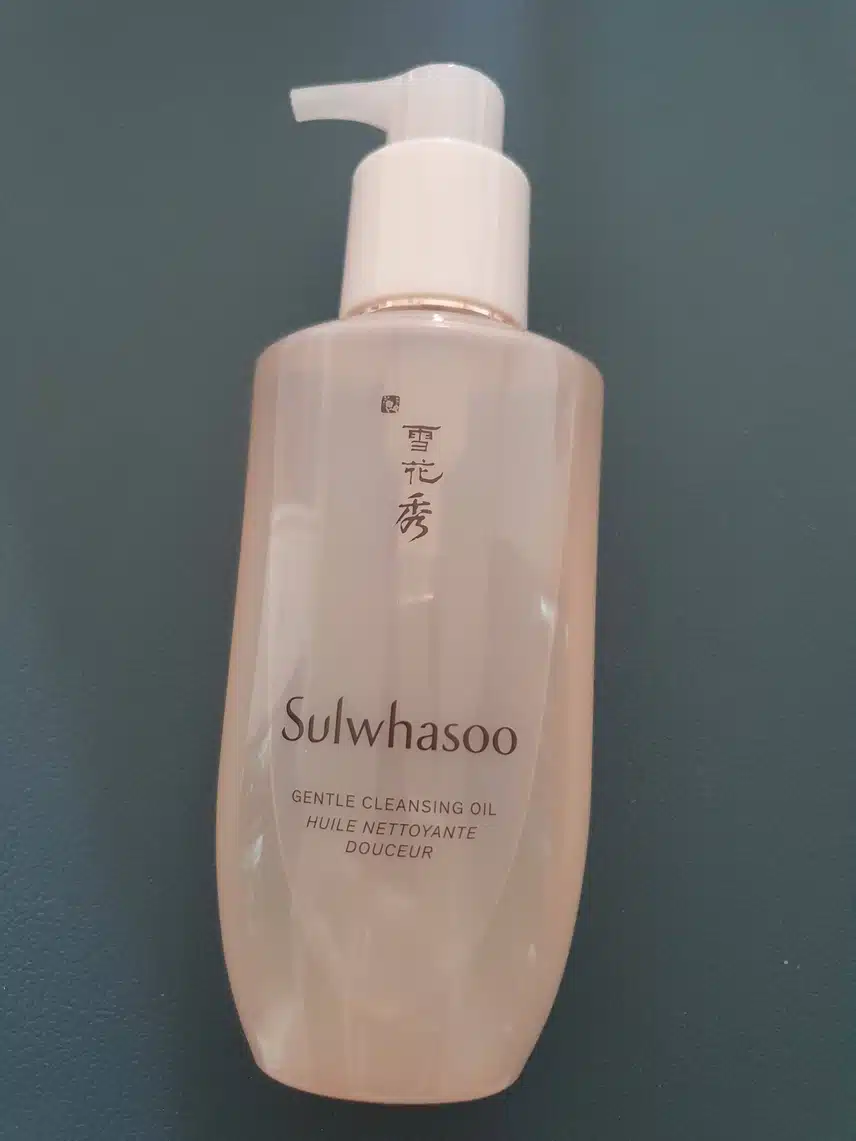 雪
花
秀
Sulwhasoo
GENTLE CLEANSING OIL
HUILE NETTOYANTE
DOUCEUR